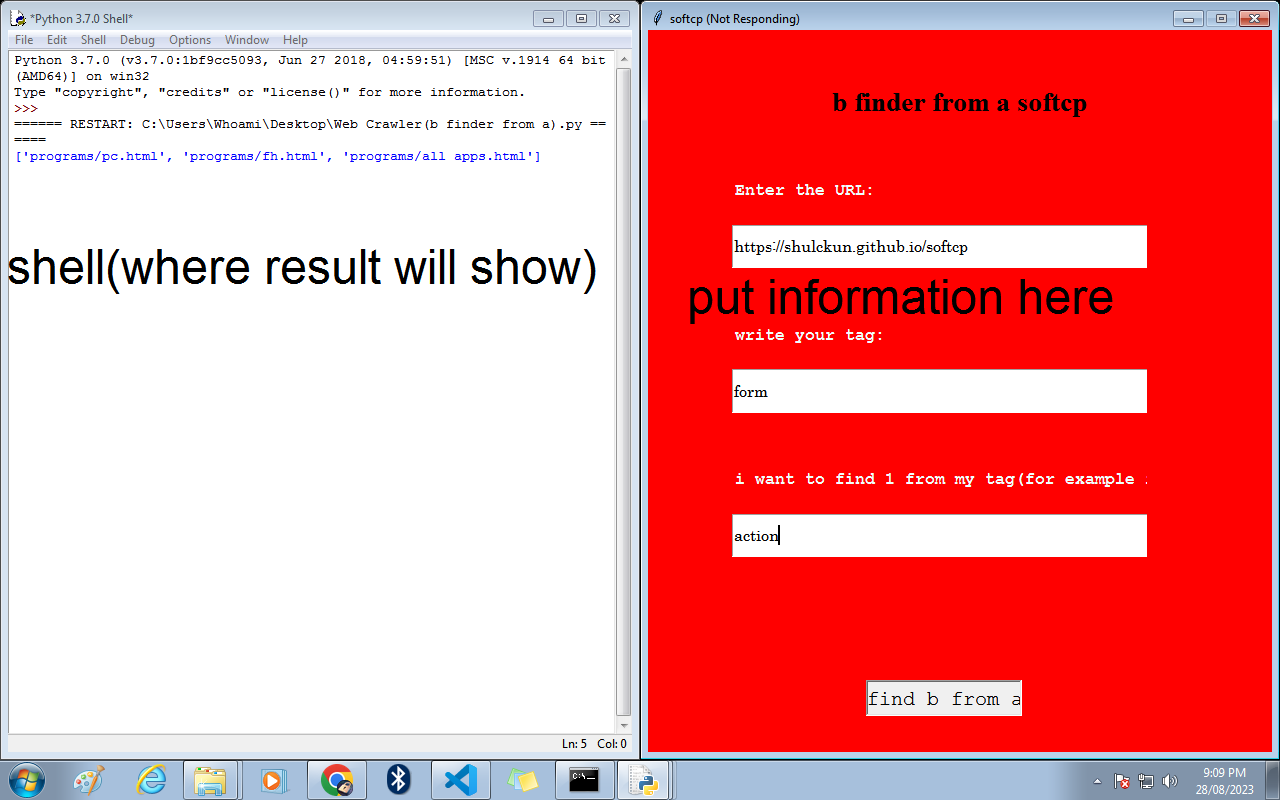 *Python 3.7.0 Shell*
File Edit Shell Debug Options Window Help
Python 3.7.0 (v3.7.0:1bf9cc5093, Jun 27 2018, 04:59:51) [MSC v.1914 64 bit
(AMD64)] on win32
Type "copyright", "credits" or "license()" for more information.
>>>
====== RESTART: C:\Users\Whoami\Desktop\Web Crawler(b finder from a).py ==
====
['programs/pc.html', 'programs/fh.html', 'programs/all apps.html']
shell(where result will show)
Ln: 5 Col: 0
softcp (Not Responding)
b finder from a softcp
Enter the URL:
https://shulckun.github.io/softcp
put information here
write your tag:
form
i want to find 1 from my tag(for example
action
find b from a
9:09 PM
28/08/2023